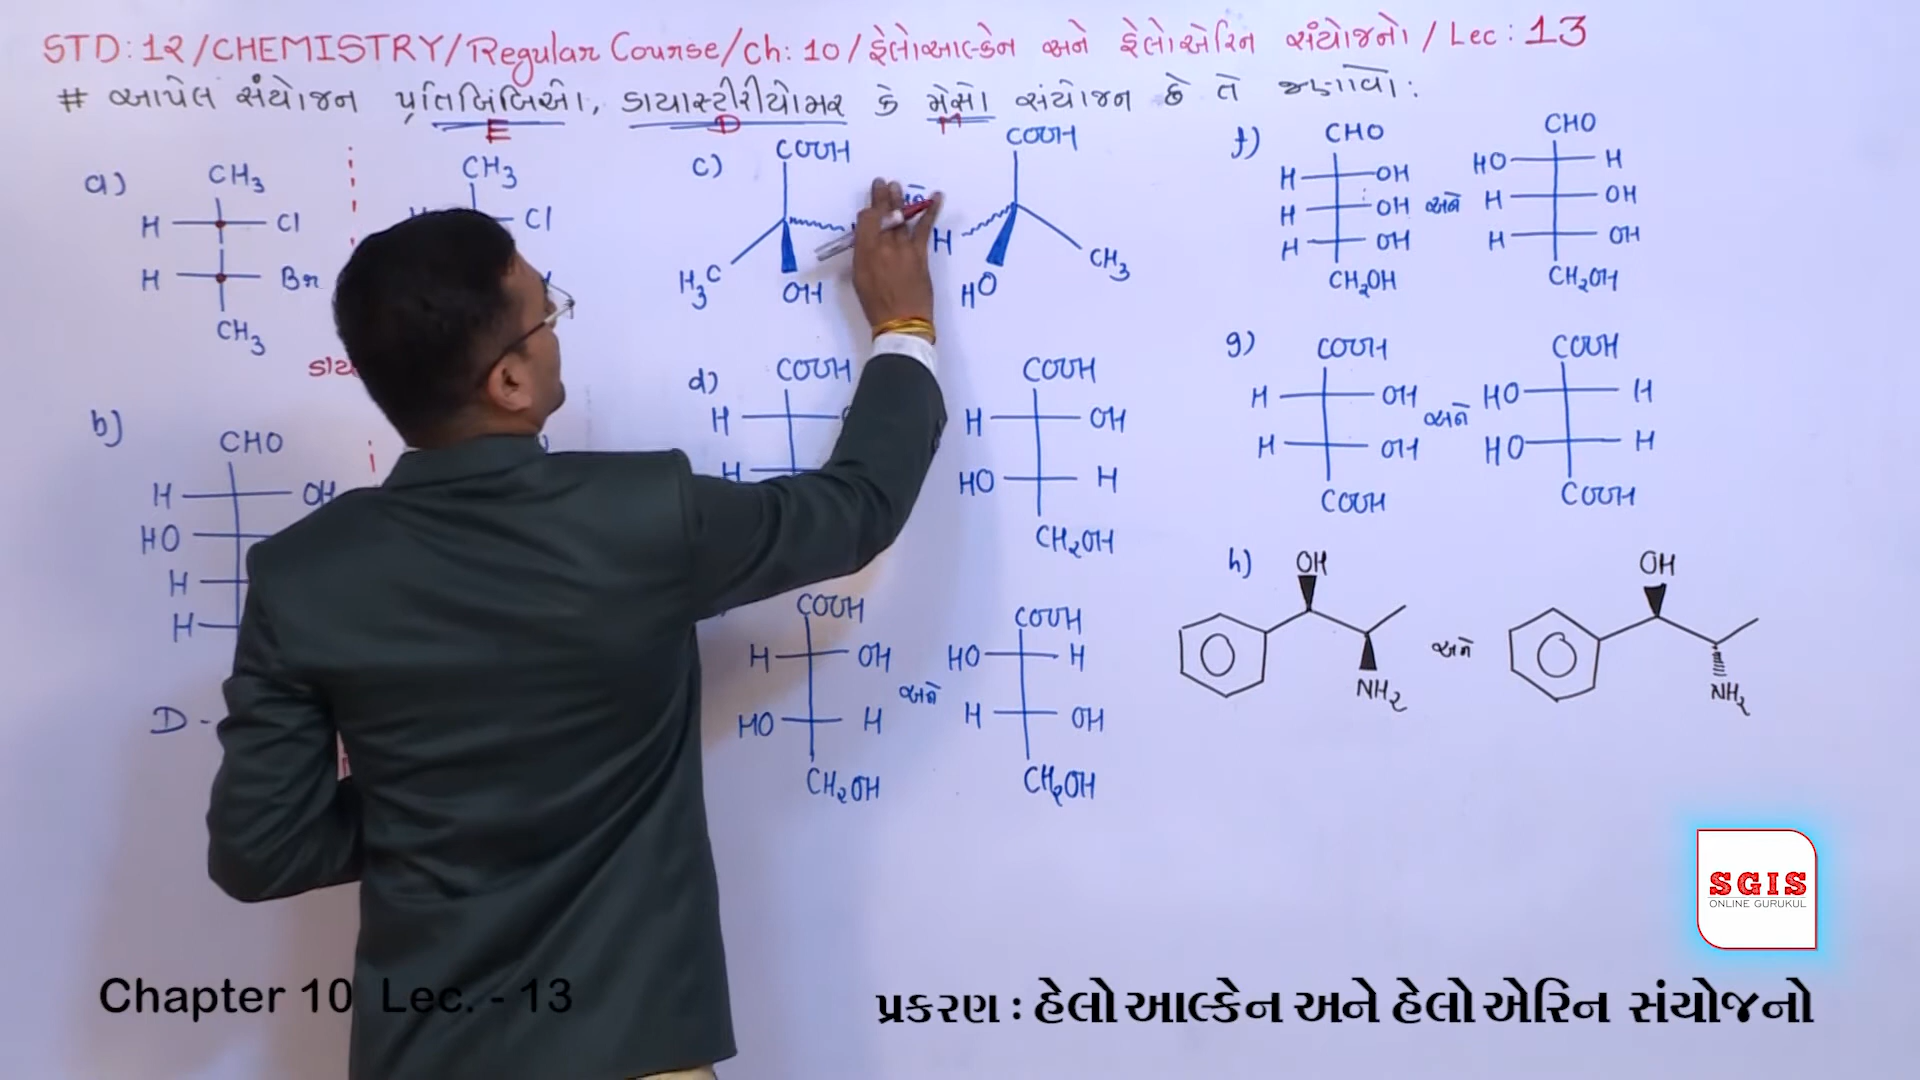 STD: 12/CHEMISTRY/Regular Course/Ch: 10/હેલોઆલ્કેન અને હેલોએરિન સંયોજનો/Lec: 13
# આપેલ સંયોજન પ્રતિબિંબિઓ, ડાયાસ્ટીરીયોમર કે મેસો સંયોજન છે તે જણાવો:
E D M
a)
CH3
H Cl
H Br
CH3
CH3
Cl
ડાય
b)
CHO
H OH
HO
H
H
D-
c)
COOH
H3C
OH
COOH
H
HO
CH3
d)
COOH
H
H
COOH
H OH
HO H
CH2OH
COOH
H OH
HO H
CH2OH
અને
COOH
HO H
H OH
CH2OH
f)
CHO
H OH
H OH
H OH
CH2OH
અને
CHO
HO H
H OH
H OH
CH2OH
g)
COOH
H OH
H OH
COOH
અને
COOH
HO H
HO H
COOH
h)
OH
NH2
અને
OH
NH2
SGIS
ONLINE GURUKUL
Chapter 10 Lec. - 13
પ્રકરણ : હેલો આલ્કેન અને હેલો એરિન સંયોજનો